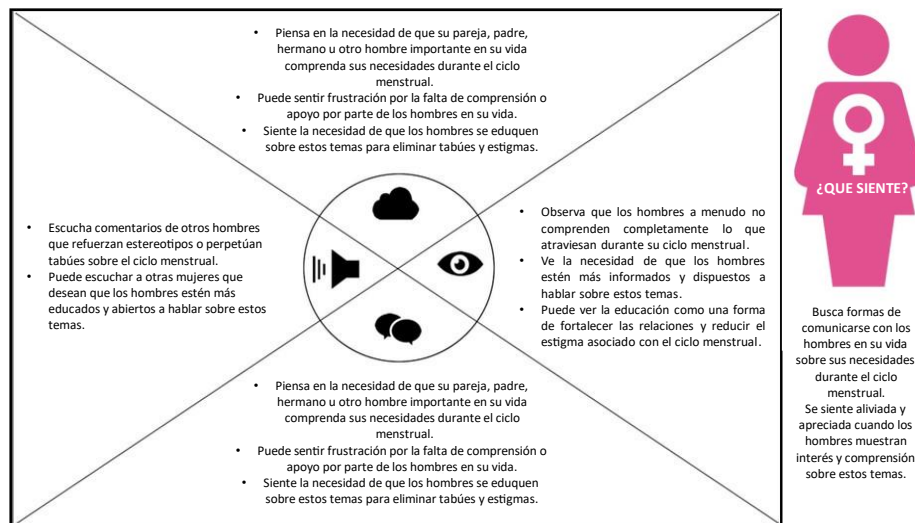 • Piensa en la necesidad de que su pareja, padre,
hermano u otro hombre importante en su vida
comprenda sus necesidades durante el ciclo
menstrual.
• Puede sentir frustración por la falta de comprensión o
apoyo por parte de los hombres en su vida.
• Siente la necesidad de que los hombres se eduquen
sobre estos temas para eliminar tabúes y estigmas.
• Escucha comentarios de otros hombres
que refuerzan estereotipos o perpetúan
tabúes sobre el ciclo menstrual.
• Puede escuchar a otras mujeres que
desean que los hombres estén más
educados y abiertos a hablar sobre estos
temas.
• Observa que los hombres a menudo no
comprenden completamente lo que
atraviesan durante su ciclo menstrual.
• Ve la necesidad de que los hombres
estén más informados y dispuestos a
hablar sobre estos temas.
• Puede ver la educación como una forma
de fortalecer las relaciones y reducir el
estigma asociado con el ciclo menstrual.
• Piensa en la necesidad de que su pareja, padre,
hermano u otro hombre importante en su vida
comprenda sus necesidades durante el ciclo
menstrual.
• Puede sentir frustración por la falta de comprensión o
apoyo por parte de los hombres en su vida.
• Siente la necesidad de que los hombres se eduquen
sobre estos temas para eliminar tabúes y estigmas.
¿QUE SIENTE?
Busca formas de
comunicarse con los
hombres en su vida
sobre sus necesidades
durante el ciclo
menstrual.
Se siente aliviada y
apreciada cuando los
hombres muestran
interés y comprensión
sobre estos temas.